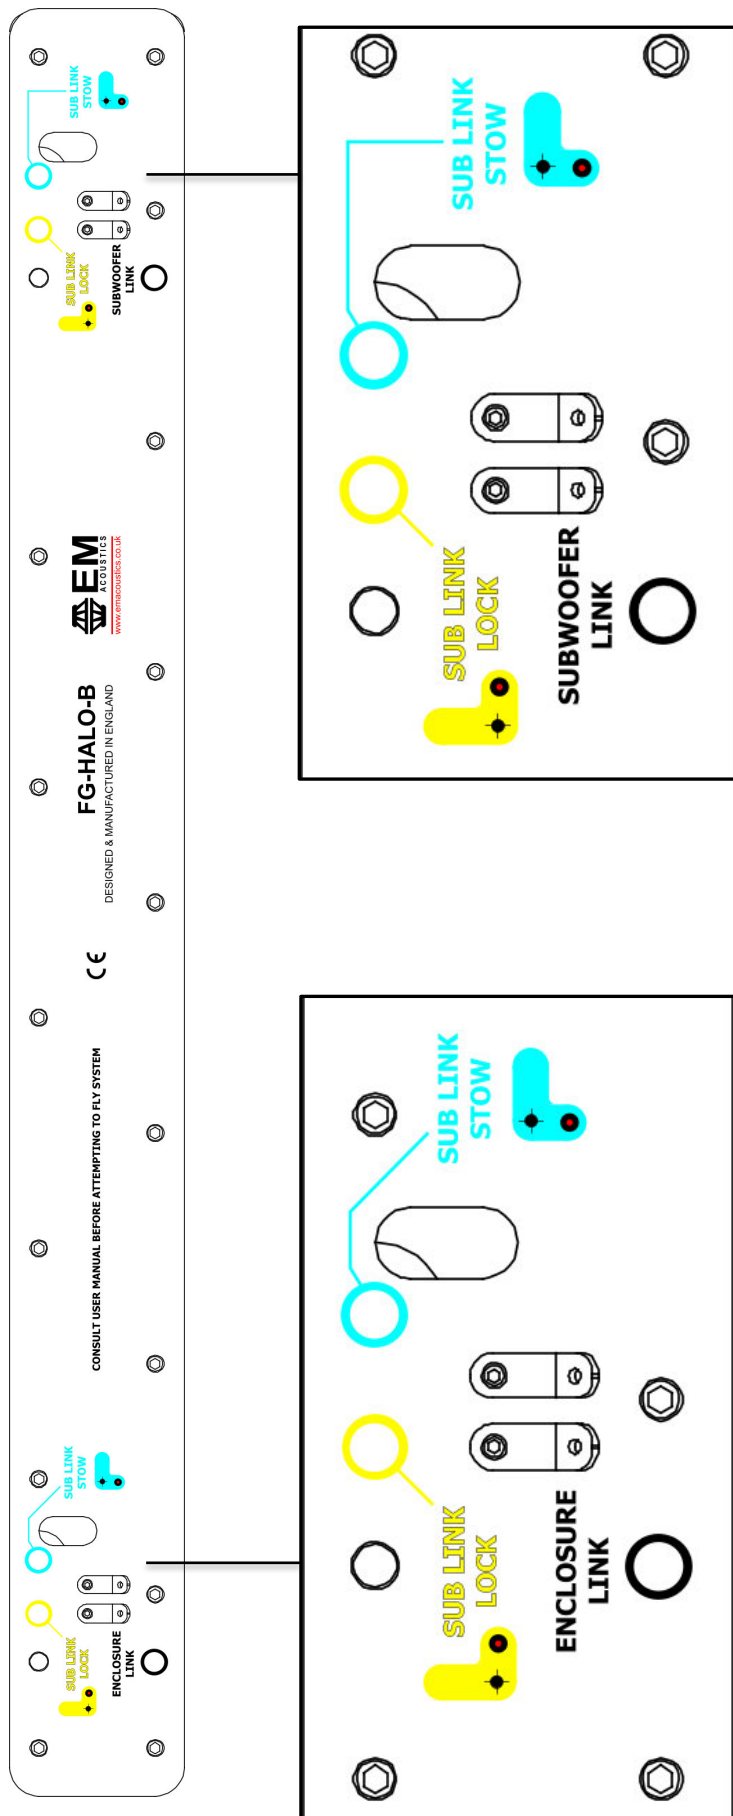 SUB LINK
STOW
SUB LINK
LOCK
SUBWOOFER
LINK
EM
ACOUSTICS
www.emacoustics.co.uk
FG-HALO-B
DESIGNED & MANUFACTURED IN ENGLAND
CE
CONSULT USER MANUAL BEFORE ATTEMPTING TO FLY SYSTEM
SUB LINK
STOW
SUB LINK
LOCK
ENCLOSURE
LINK
SUB LINK
STOW
SUB LINK
LOCK
SUBWOOFER
LINK
SUB LINK
STOW
SUB LINK
LOCK
ENCLOSURE
LINK